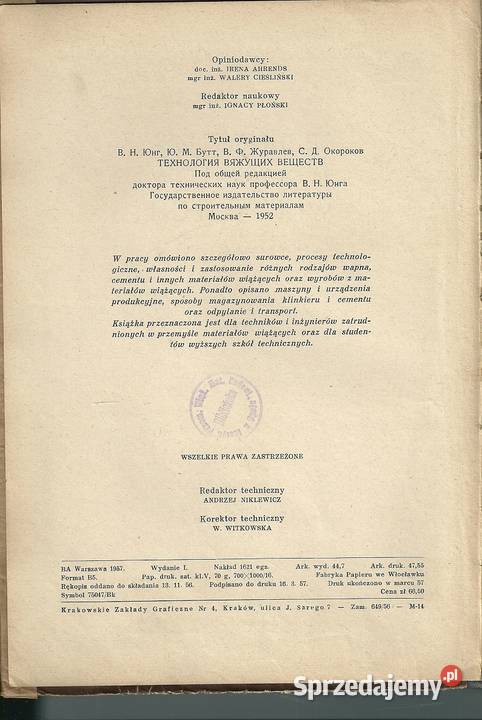 Opiniodawcy:
doc. inż. IRENA AHRENDS
mgr inż. WALERY CIEŚLIŃSKI
Redaktor naukowy
mgr inż. IGNACY PŁOŃSKI
Tytuł oryginału
В. Н. Юнг, Ю. М. Бутт, В. Ф. Журавлев, С. Д. Окороков
ТЕХНОЛОГИЯ ВЯЖУЩИХ ВЕЩЕСТВ
Под общей редакцией
доктора технических наук профессора В. Н. Юнга
Государственное издательство литературы
по строительным материалам
Москва — 1952
W pracy omówiono szczegółowo surowce, procesy technolo-
giczne, własności i zastosowanie różnych rodzajów wapna,
cementu i innych materiałów wiążących oraz wyrobów z ma-
teriałów wiążących. Ponadto opisano maszyny i urządzenia
produkcyjne, sposoby magazynowania klinkieru i cementu
oraz odpylanie i transport.
Książka przeznaczona jest dla techników i inżynierów zatrud-
nionych w przemyśle materiałów wiążących oraz dla studen-
tów wyższych szkół technicznych.
Biblioteka
WSZELKIE PRAWA ZASTRZEŻONE
Redaktor techniczny
ANDRZEJ NIKLEWICZ
Korektor techniczny
W. WITKOWSKA
BA Warszawa 1957. Wydanie I. Nakład 1621 egz. Ark. wyd. 44,7 Ark. druk. 47,55
Format B5. Pap. druk. sat. kl.V, 70 g, 700×1000/16. Fabryka Papieru we Włocławku
Rękopis oddano do składania 13. 11. 56. Podpisano do druku 16. 3. 57. Druk ukończono w marcu 57
Symbol 75047/Bk Cena zł 66,50
Krakowskie Zakłady Graficzne Nr 4, Kraków, ulica J. Sarego 7 — Zam. 649/56 — M-14
Sprzedajemy.pl